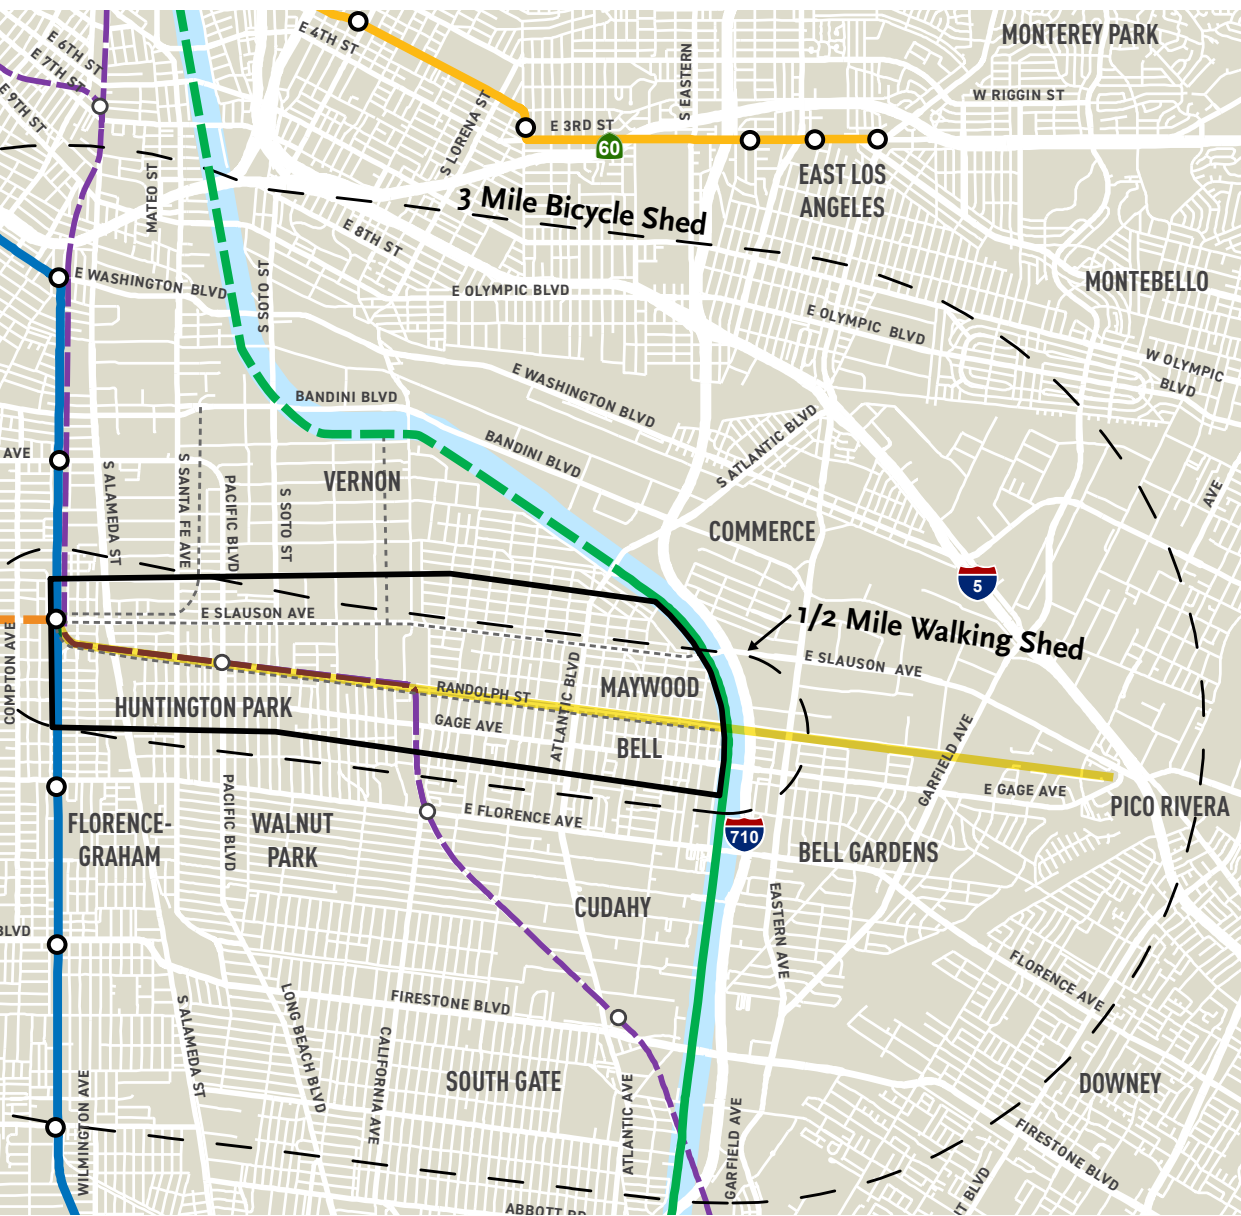 MONTEREY PARK
E 4TH ST
E 6TH ST
E 7TH ST
E 9TH ST
S EASTERN
W RIGGIN ST
S LORENA ST
E 3RD ST
60
EAST LOS
ANGELES
MATEO ST
3 Mile Bicycle Shed
E 8TH ST
E WASHINGTON BLVD
S SOTO ST
E OLYMPIC BLVD
MONTEBELLO
E OLYMPIC BLVD
W OLYMPIC
BLVD
E WASHINGTON BLVD
BANDINI BLVD
BANDINI BLVD
S ATLANTIC BLVD
AVE
S ALAMEDA ST
S SANTA FE AVE
PACIFIC BLVD
S SOTO ST
VERNON
AVE
COMMERCE
5
E SLAUSON AVE
1/2 Mile Walking Shed
COMPTON AVE
E SLAUSON AVE
HUNTINGTON PARK
RANDOLPH ST
ATLANTIC BLVD
MAYWOOD
GAGE AVE
BELL
GARFIELD AVE
E GAGE AVE
PICO RIVERA
PACIFIC BLVD
E FLORENCE AVE
710
FLORENCE-
GRAHAM
WALNUT
PARK
BELL GARDENS
CUDAHY
EASTERN AVE
BLVD
FLORENCE AVE
S ALAMEDA ST
LONG BEACH BLVD
FIRESTONE BLVD
CALIFORNIA AVE
SOUTH GATE
DOWNEY
WILMINGTON AVE
ATLANTIC AVE
GARFIELD AVE
FIRESTONE BLVD
BLVD